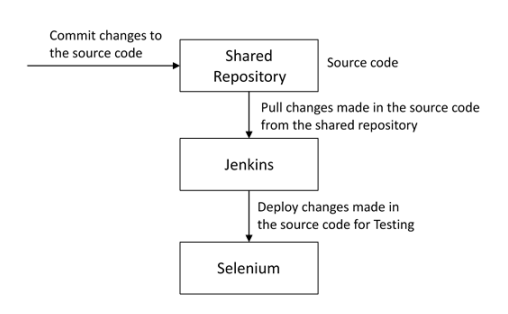 Commit changes to
the source code
Shared
Repository
Source code
Pull changes made in the source code
from the shared repository
Jenkins
Deploy changes made in
the source code for Testing
Selenium